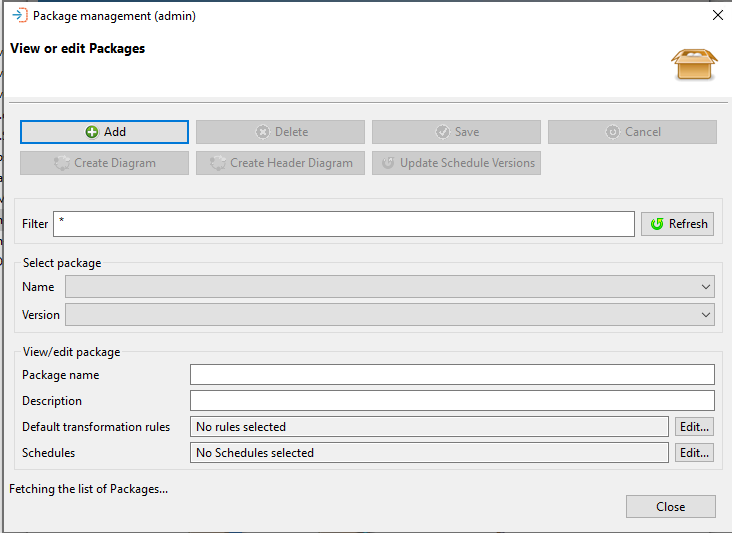 Package management (admin)
View or edit Packages
Add
Delete
Save
Cancel
Create Diagram
Create Header Diagram
Update Schedule Versions
Filter
*
Refresh
Select package
Name
Version
View/edit package
Package name
Description
Default transformation rules
No rules selected
Edit...
Schedules
No Schedules selected
Edit...
Fetching the list of Packages...
Close